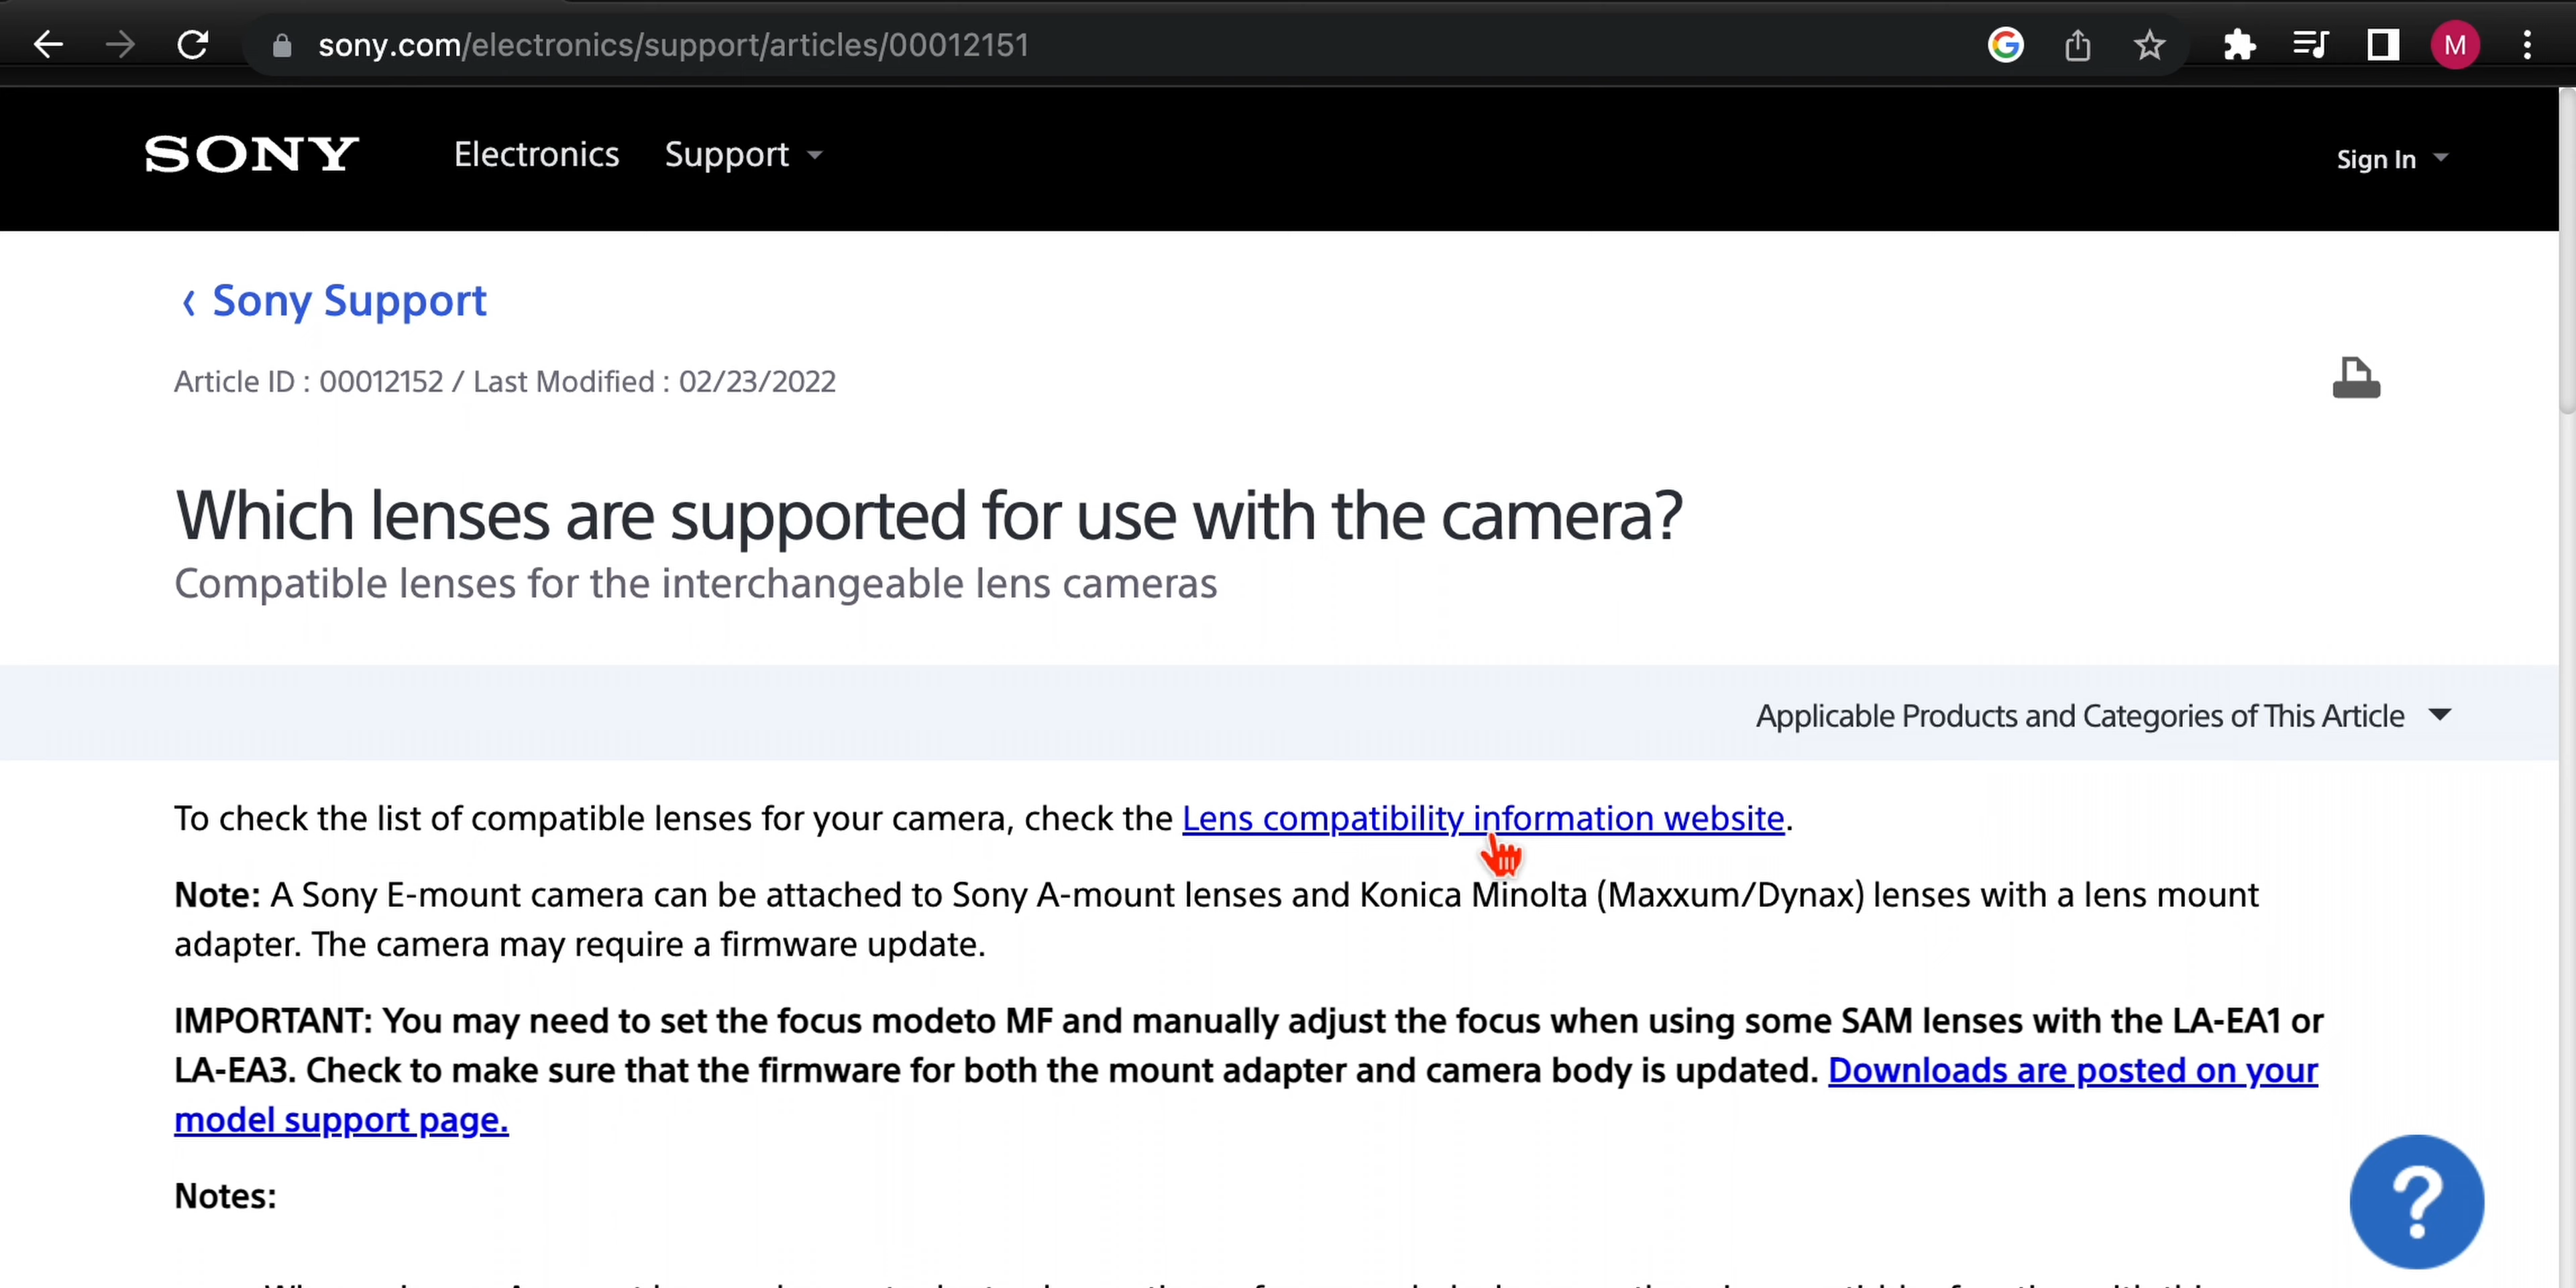 sony.com/electronics/support/articles/00012151
M
SONY
Electronics
Support
Sign In
Sony Support
Article ID : 00012152 / Last Modified : 02/23/2022
Which lenses are supported for use with the camera?
Compatible lenses for the interchangeable lens cameras
Applicable Products and Categories of This Article
To check the list of compatible lenses for your camera, check the Lens compatibility information website.
Note: A Sony E-mount camera can be attached to Sony A-mount lenses and Konica Minolta (Maxxum/Dynax) lenses with a lens mount
adapter. The camera may require a firmware update.
IMPORTANT: You may need to set the focus modeto MF and manually adjust the focus when using some SAM lenses with the LA-EA1 or
LA-EA3. Check to make sure that the firmware for both the mount adapter and camera body is updated. Downloads are posted on your
model support page.
Notes:
?